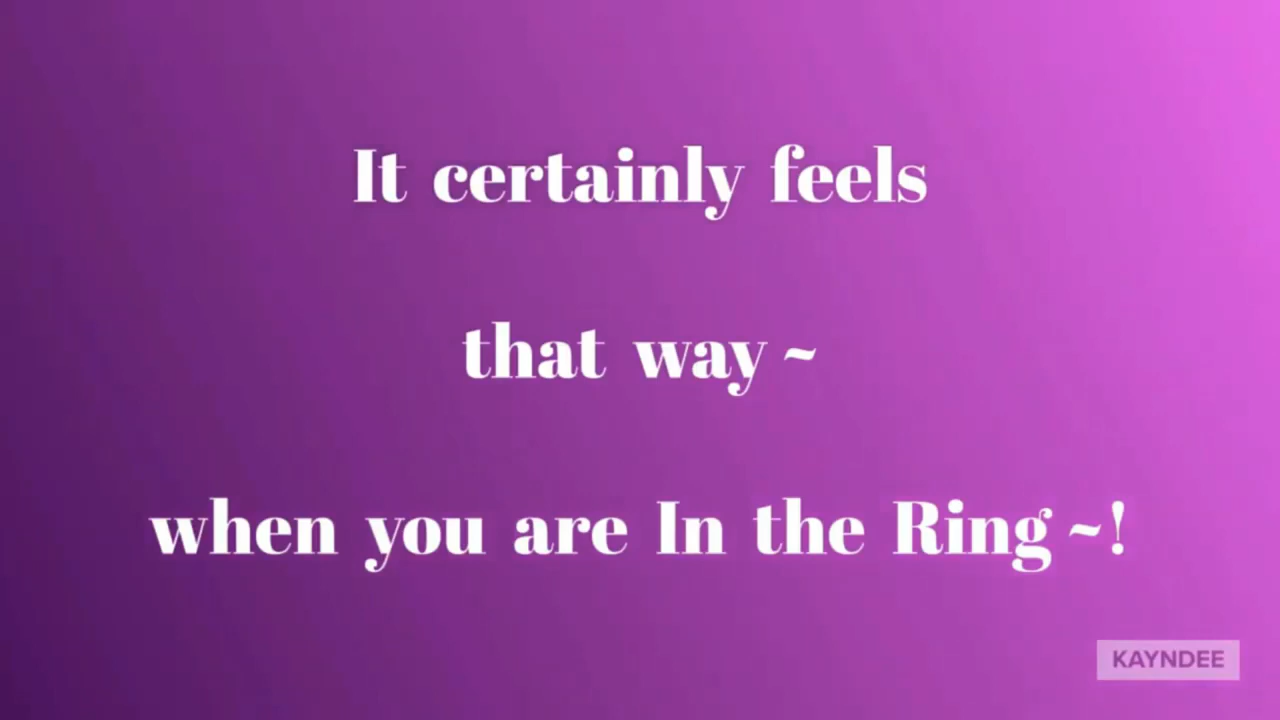 It certainly feels
that way ~
when you are In the Ring ~!
KAYNDEE